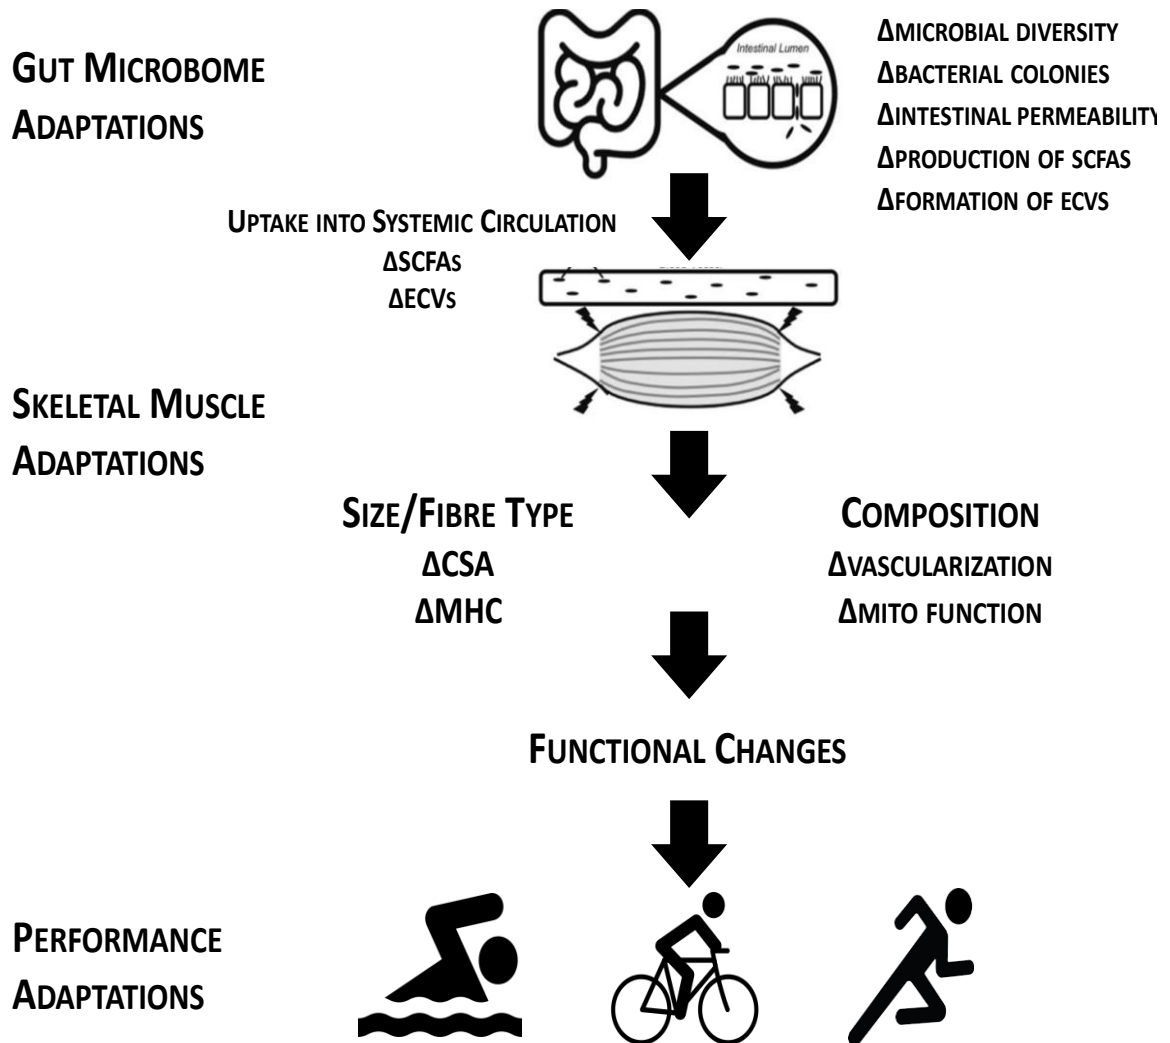 GUT MICROBOME
ADAPTATIONS
Intestinal Lumen
ΔMICROBIAL DIVERSITY
ΔBACTERIAL COLONIES
ΔINTESTINAL PERMEABILITY
ΔPRODUCTION OF SCFAS
ΔFORMATION OF ECVS
UPTAKE INTO SYSTEMIC CIRCULATION
ΔSCFAS
ΔECVS
SKELETAL MUSCLE
ADAPTATIONS
SIZE/FIBRE TYPE
ΔCSA
ΔMHC
COMPOSITION
ΔVASCULARIZATION
ΔMITO FUNCTION
FUNCTIONAL CHANGES
PERFORMANCE
ADAPTATIONS